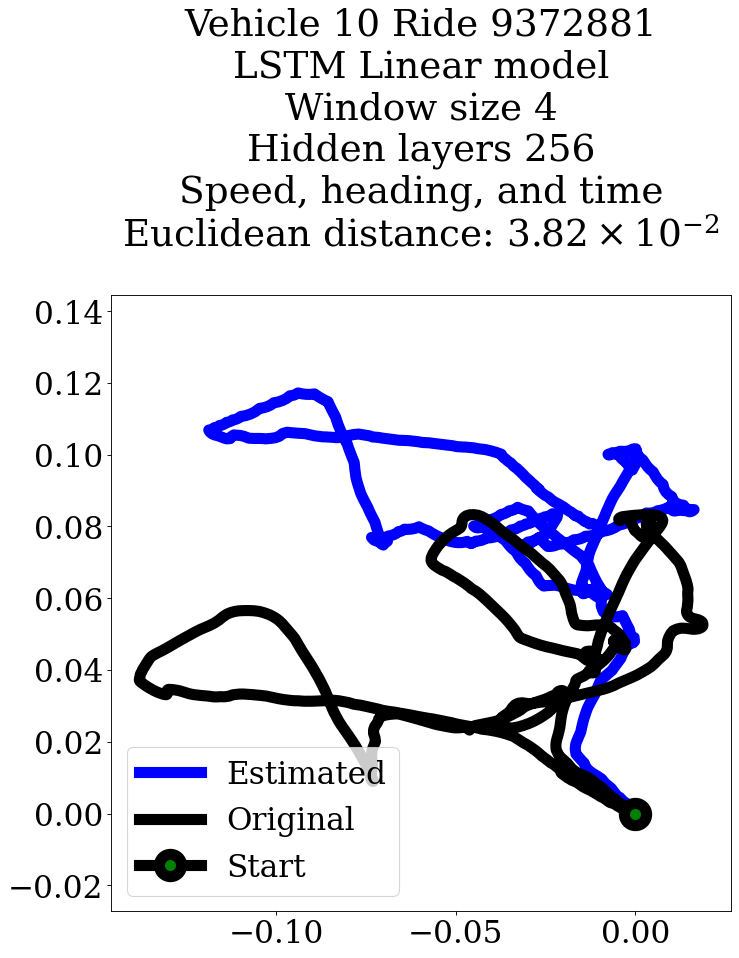 Vehicle 10 Ride 9372881
LSTM Linear model
Window size 4
Hidden layers 256
Speed, heading, and time
Euclidean distance: 3.82 × 10⁻²
0.14
0.12
0.10
0.08
0.06
0.04
0.02
0.00
−0.02
Estimated
Original
Start
−0.10
−0.05
0.00